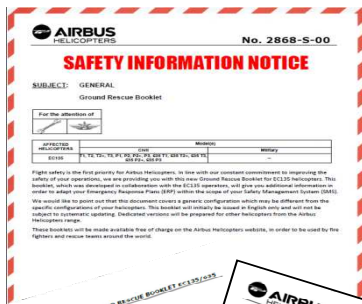 AIRBUS
HELICOPTERS
No. 2868-S-00
SAFETY INFORMATION NOTICE
SUBJECT: GENERAL
Ground Rescue Booklet
For the attention of
AFFECTED HELICOPTERS
Model(s)
Civil
Military
EC135
T1, T2, T2+, T3, P1, P2, P2+, P3, 635 T1, 635 T2+, 635 T3,
635 P2+, 635 P3
–
Flight safety is the first priority for Airbus Helicopters. In line with our constant commitment to improving the
safety of your operations, we are providing you with this new Ground Rescue Booklet for EC135 helicopters. This
booklet, which was developed in collaboration with the EC135 operators, will give you additional information in
order to adapt your Emergency Response Plans (ERP) within the scope of your Safety Management System (SMS).
We would like to point out that this document covers a generic configuration which may be different from the
specific configurations of your helicopters. This booklet will initially be issued in English only and will not be
subject to systematic updating. Dedicated versions will be prepared for other helicopters from the Airbus
Helicopters range.
These booklets will be made available free of charge on the Airbus Helicopters website, in order to be used by fire
fighters and rescue teams around the world.
RESCUE BOOKLET EC135/635
AIRBUS